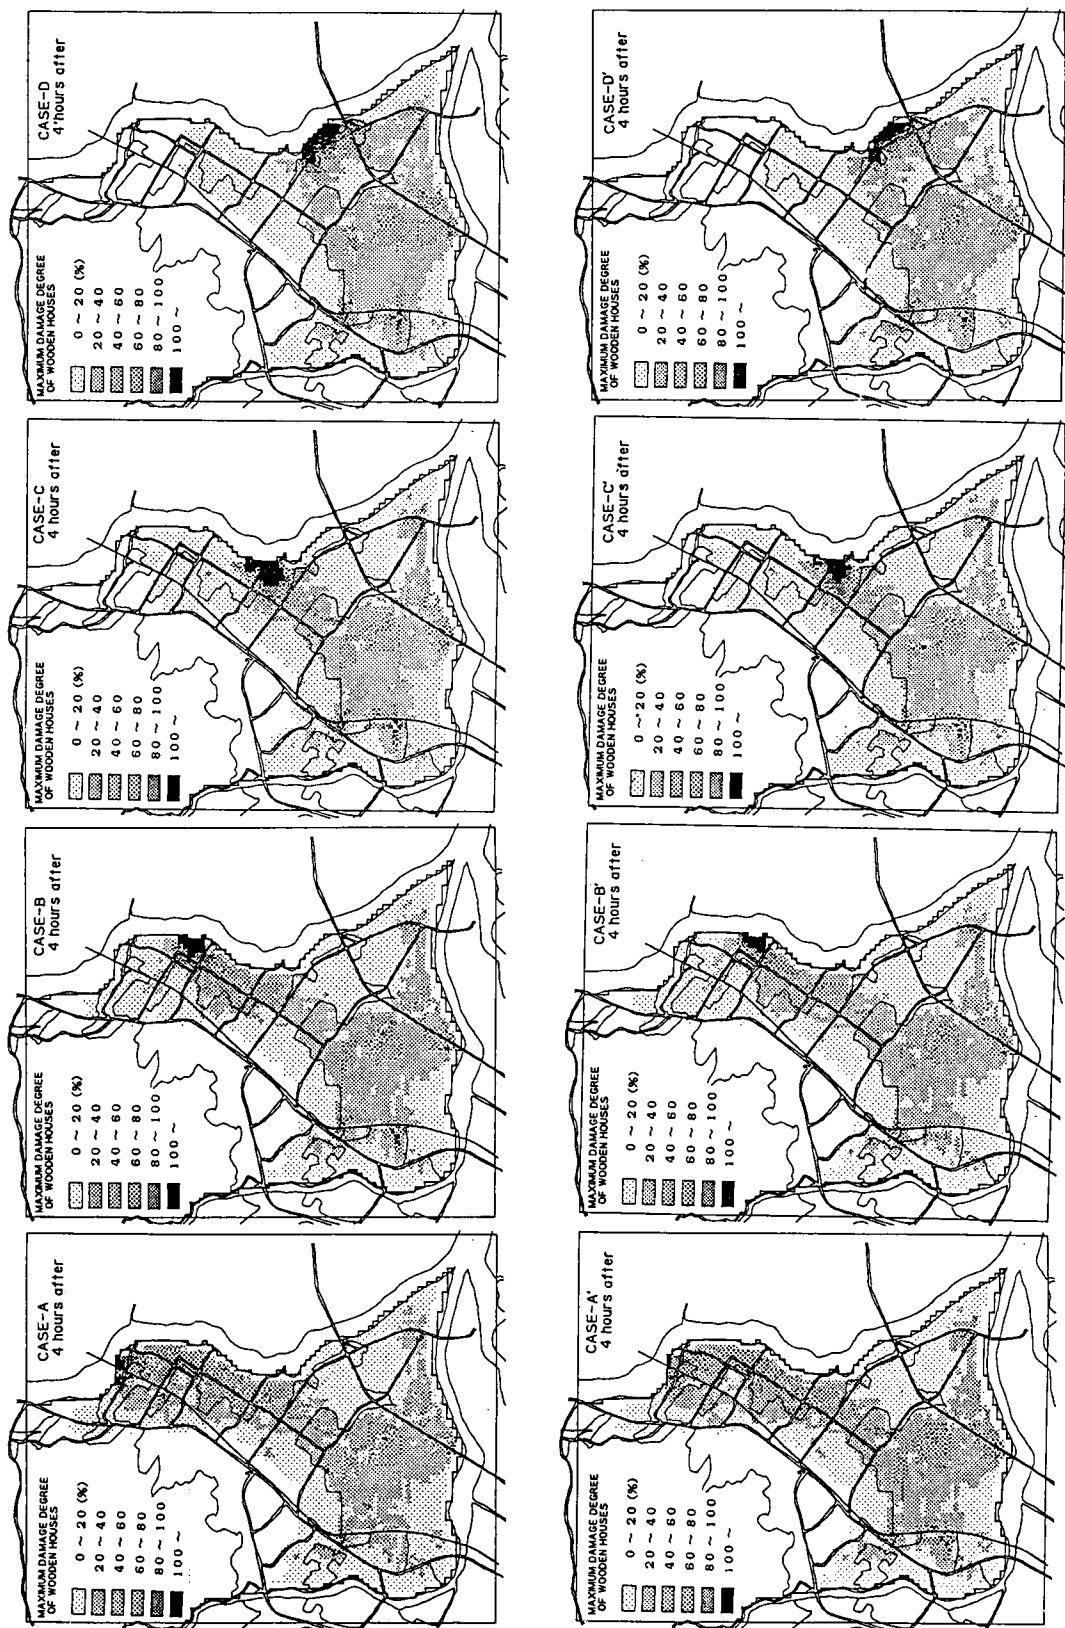 CASE-D
4 hours after
MAXIMUM DAMAGE DEGREE
OF WOODEN HOUSES
0 ~ 20 (%)
20 ~ 40
40 ~ 60
60 ~ 80
80 ~ 100
100 ~
CASE-D'
4 hours after
MAXIMUM DAMAGE DEGREE
OF WOODEN HOUSES
0 ~ 20 (%)
20 ~ 40
40 ~ 60
60 ~ 80
80 ~ 100
100 ~
CASE-C
4 hours after
MAXIMUM DAMAGE DEGREE
OF WOODEN HOUSES
0 ~ 20 (%)
20 ~ 40
40 ~ 60
60 ~ 80
80 ~ 100
100 ~
CASE-C'
4 hours after
MAXIMUM DAMAGE DEGREE
OF WOODEN HOUSES
0 ~ 20 (%)
20 ~ 40
40 ~ 60
60 ~ 80
80 ~ 100
100 ~
CASE-B
4 hours after
MAXIMUM DAMAGE DEGREE
OF WOODEN HOUSES
0 ~ 20 (%)
20 ~ 40
40 ~ 60
60 ~ 80
80 ~ 100
100 ~
CASE-B'
4 hours after
MAXIMUM DAMAGE DEGREE
OF WOODEN HOUSES
0 ~ 20 (%)
20 ~ 40
40 ~ 60
60 ~ 80
80 ~ 100
100 ~
CASE-A
4 hours after
MAXIMUM DAMAGE DEGREE
OF WOODEN HOUSES
0 ~ 20 (%)
20 ~ 40
40 ~ 60
60 ~ 80
80 ~ 100
100 ~
CASE-A'
4 hours after
MAXIMUM DAMAGE DEGREE
OF WOODEN HOUSES
0 ~ 20 (%)
20 ~ 40
40 ~ 60
60 ~ 80
80 ~ 100
100 ~